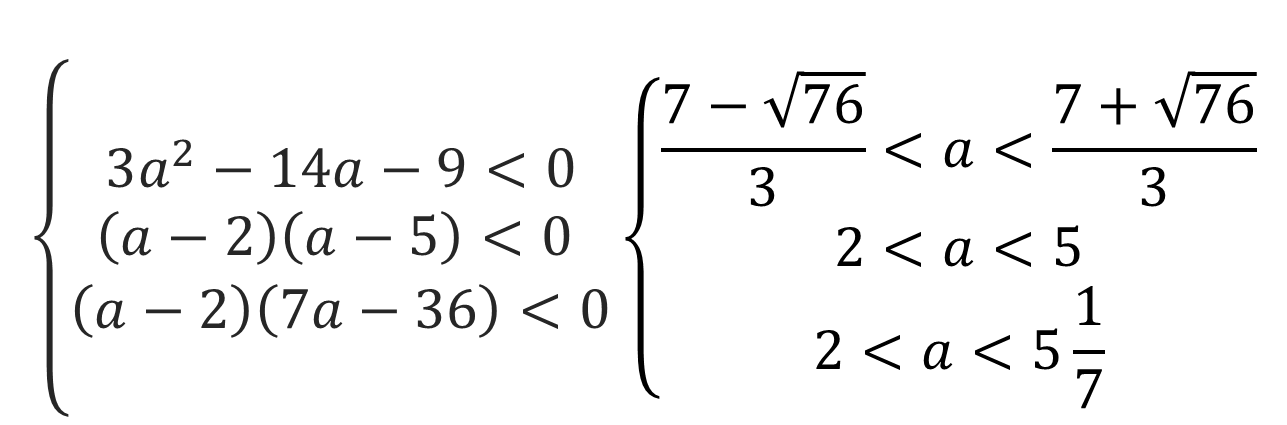 3a² − 14a − 9 < 0
(a − 2)(a − 5) < 0
(a − 2)(7a − 36) < 0
(7 − √76)/3 < a < (7 + √76)/3
2 < a < 5
2 < a < 5 1/7